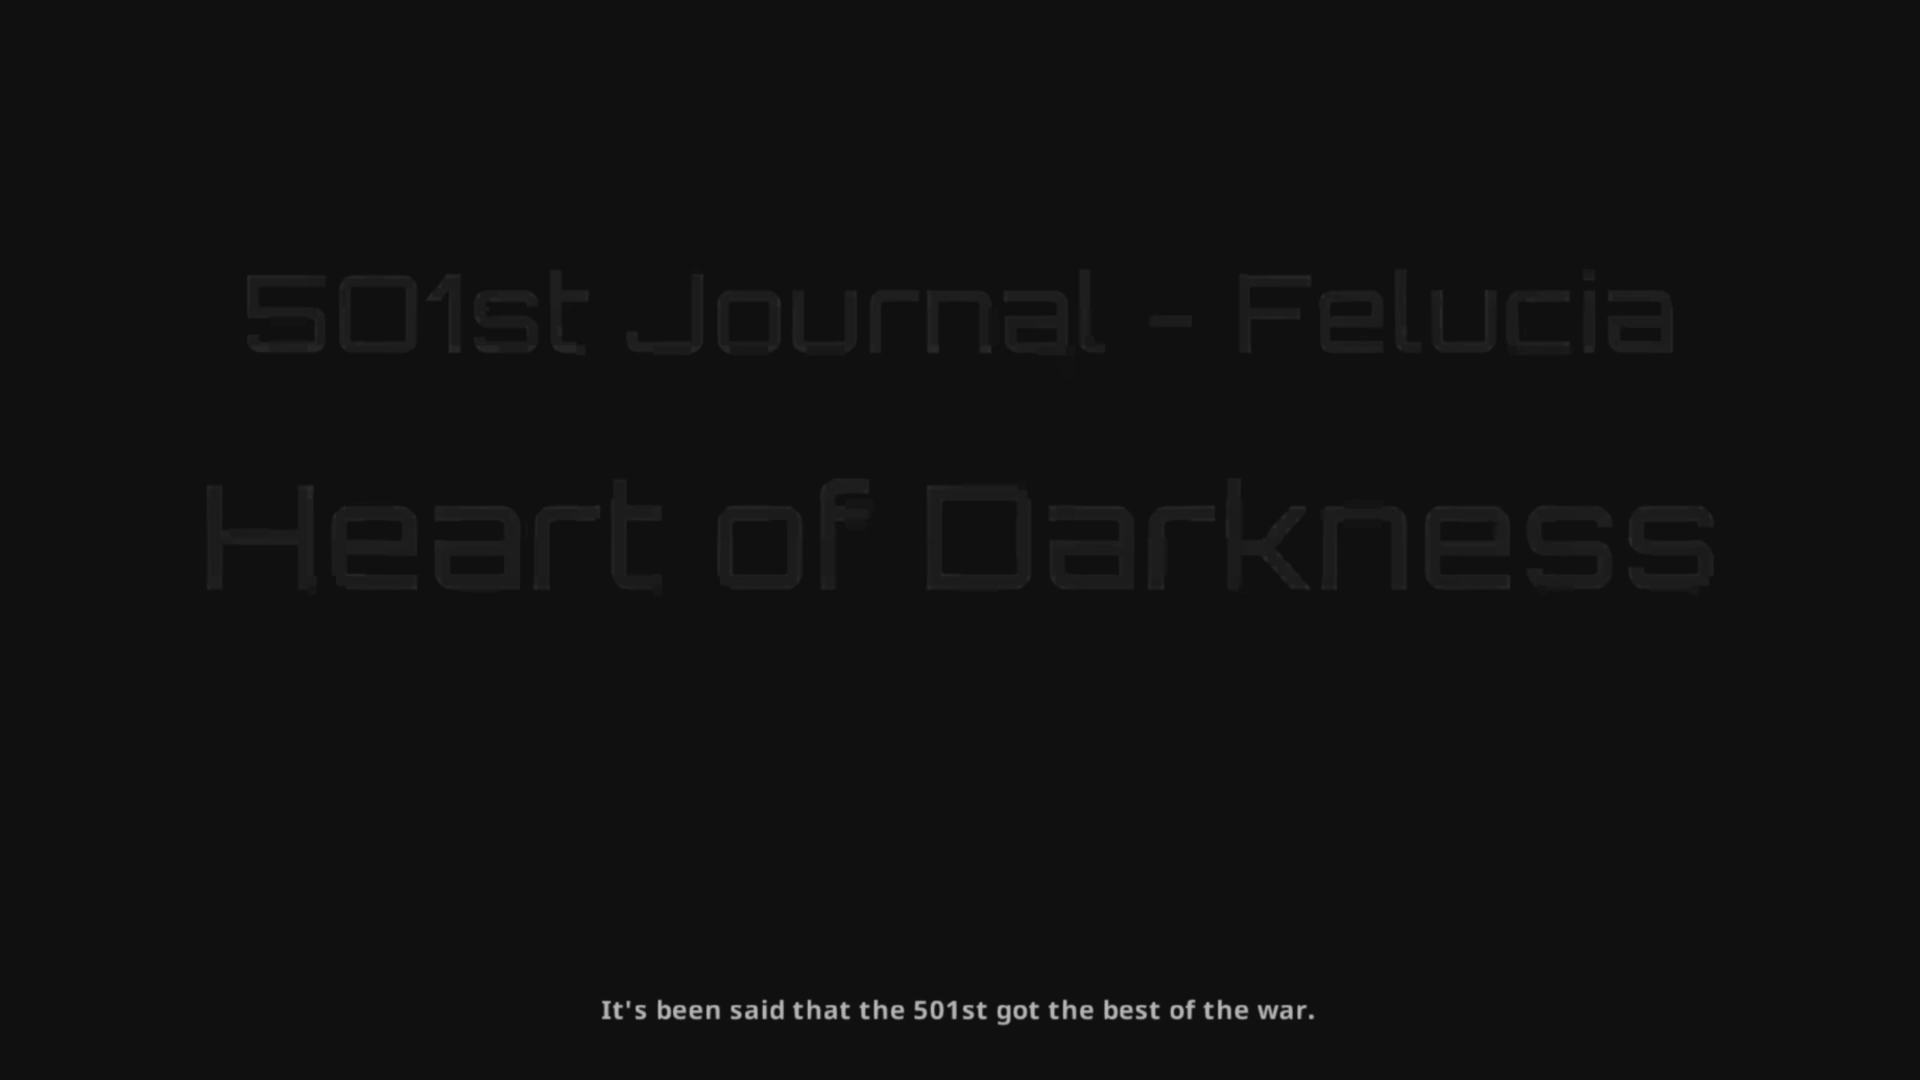 501st Journal - Felucia
Heart of Darkness
It's been said that the 501st got the best of the war.